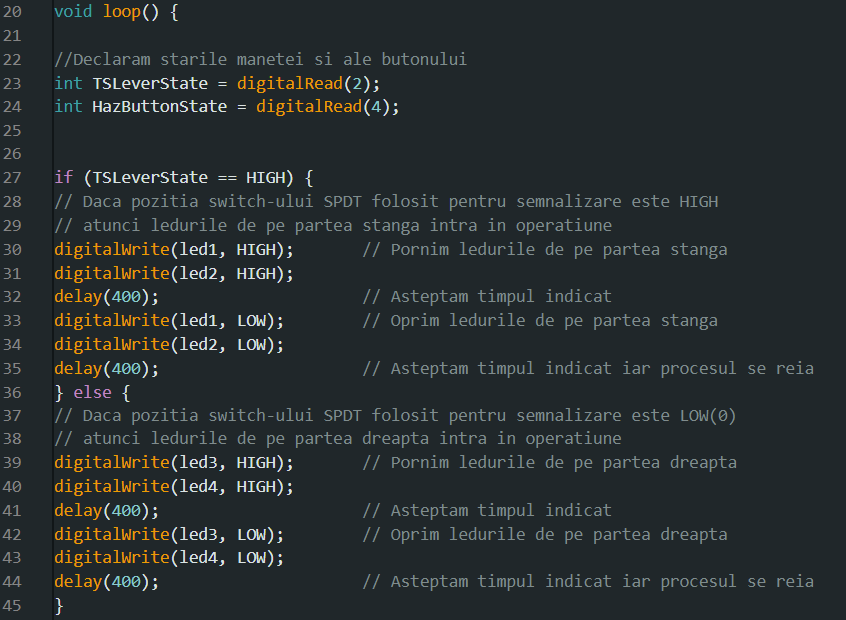 20 void loop() {
21
22 //Declaram starile manetei si ale butonului
23 int TSLeverState = digitalRead(2);
24 int HazButtonState = digitalRead(4);
25
26
27 if (TSLeverState == HIGH) {
28 // Daca pozitia switch-ului SPDT folosit pentru semnalizare este HIGH
29 // atunci ledurile de pe partea stanga intra in operatiune
30 digitalWrite(led1, HIGH); // Pornim ledurile de pe partea stanga
31 digitalWrite(led2, HIGH);
32 delay(400); // Asteptam timpul indicat
33 digitalWrite(led1, LOW); // Oprim ledurile de pe partea stanga
34 digitalWrite(led2, LOW);
35 delay(400); // Asteptam timpul indicat iar procesul se reia
36 } else {
37 // Daca pozitia switch-ului SPDT folosit pentru semnalizare este LOW(0)
38 // atunci ledurile de pe partea dreapta intra in operatiune
39 digitalWrite(led3, HIGH); // Pornim ledurile de pe partea dreapta
40 digitalWrite(led4, HIGH);
41 delay(400); // Asteptam timpul indicat
42 digitalWrite(led3, LOW); // Oprim ledurile de pe partea dreapta
43 digitalWrite(led4, LOW);
44 delay(400); // Asteptam timpul indicat iar procesul se reia
45 }